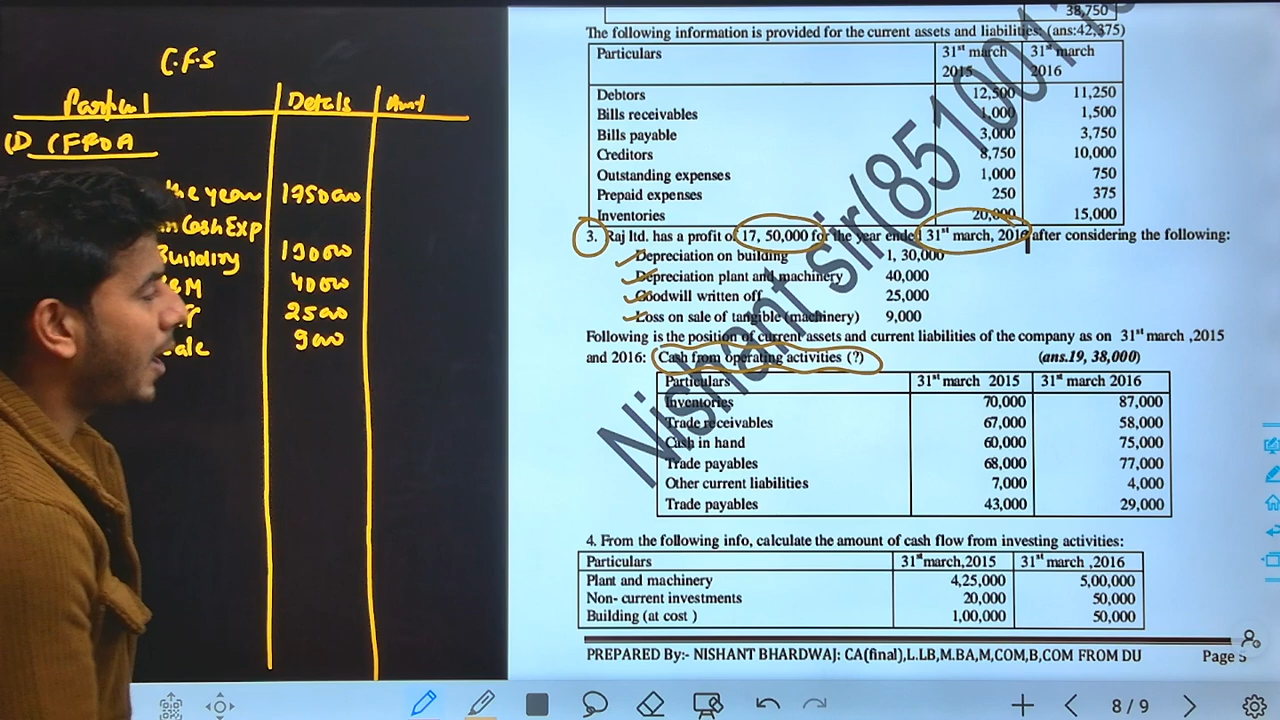 C.F.S
Details
(1) CFROA
the year 1750000
Building 130000
40000
25000
Sale 9000
38,750
The following information is provided for the current assets and liabilities. (ans:42,375)
Particulars 31st march 2015 31st march 2016
Debtors 12,500 11,250
Bills receivables 1,000 1,500
Bills payable 3,000 3,750
Creditors 8,750 10,000
Outstanding expenses 1,000 750
Prepaid expenses 250 375
Inventories 20,000 15,000
3. Raj ltd. has a profit of 17, 50,000 for the year ended 31st march, 2016 after considering the following:
Depreciation on building 1, 30,000
Depreciation plant and machinery 40,000
Goodwill written off 25,000
Loss on sale of tangible (machinery) 9,000
Following is the position of current assets and current liabilities of the company as on 31st march ,2015
and 2016: Cash from operating activities (?) (ans.19, 38,000)
Particulars 31st march 2015 31st march 2016
Inventories 70,000 87,000
Trade receivables 67,000 58,000
Cash in hand 60,000 75,000
Trade payables 68,000 77,000
Other current liabilities 7,000 4,000
Trade payables 43,000 29,000
4. From the following info, calculate the amount of cash flow from investing activities:
Particulars 31st march,2015 31st march ,2016
Plant and machinery 4,25,000 5,00,000
Non- current investments 20,000 50,000
Building (at cost ) 1,00,000 50,000
PREPARED By:- NISHANT BHARDWAJ: CA(final),L.LB,M.BA,M,COM,B,COM FROM DU Page
Nishant sir(851001
8 / 9